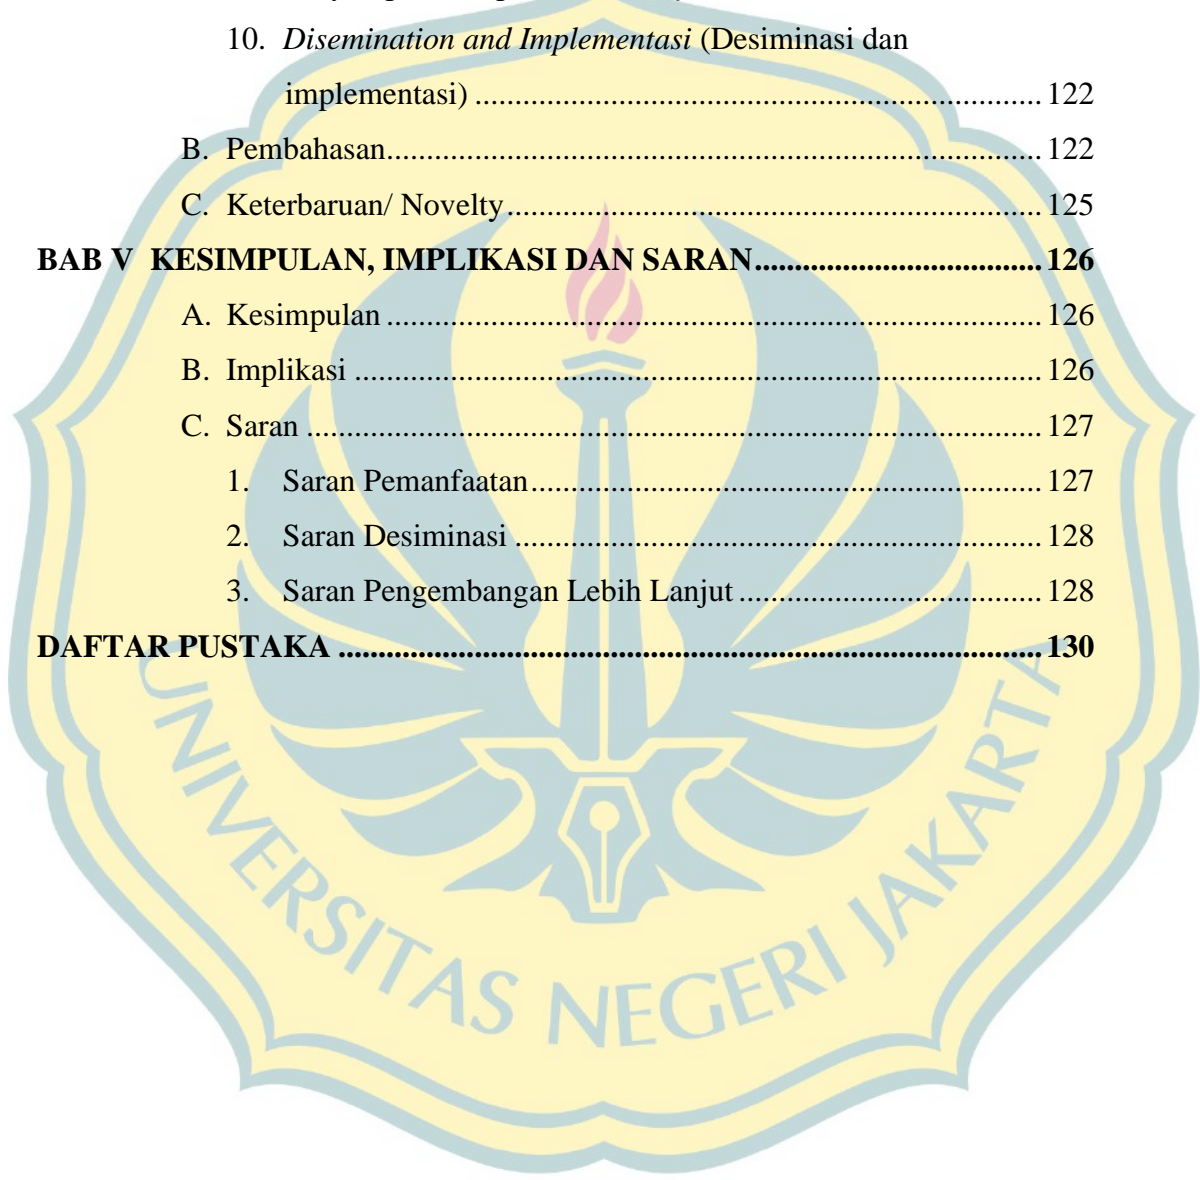 10. Disemination and Implementasi (Desiminasi dan
implementasi) ....................................................................... 122
B. Pembahasan.................................................................................. 122
C. Keterbaruan/ Novelty................................................................... 125
BAB V KESIMPULAN, IMPLIKASI DAN SARAN.................................... 126
A. Kesimpulan .................................................................................. 126
B. Implikasi ...................................................................................... 126
C. Saran ............................................................................................ 127
1. Saran Pemanfaatan................................................................ 127
2. Saran Desiminasi .................................................................. 128
3. Saran Pengembangan Lebih Lanjut ...................................... 128
DAFTAR PUSTAKA ........................................................................................ 130
UNIVERSITAS NEGERI JAKARTA